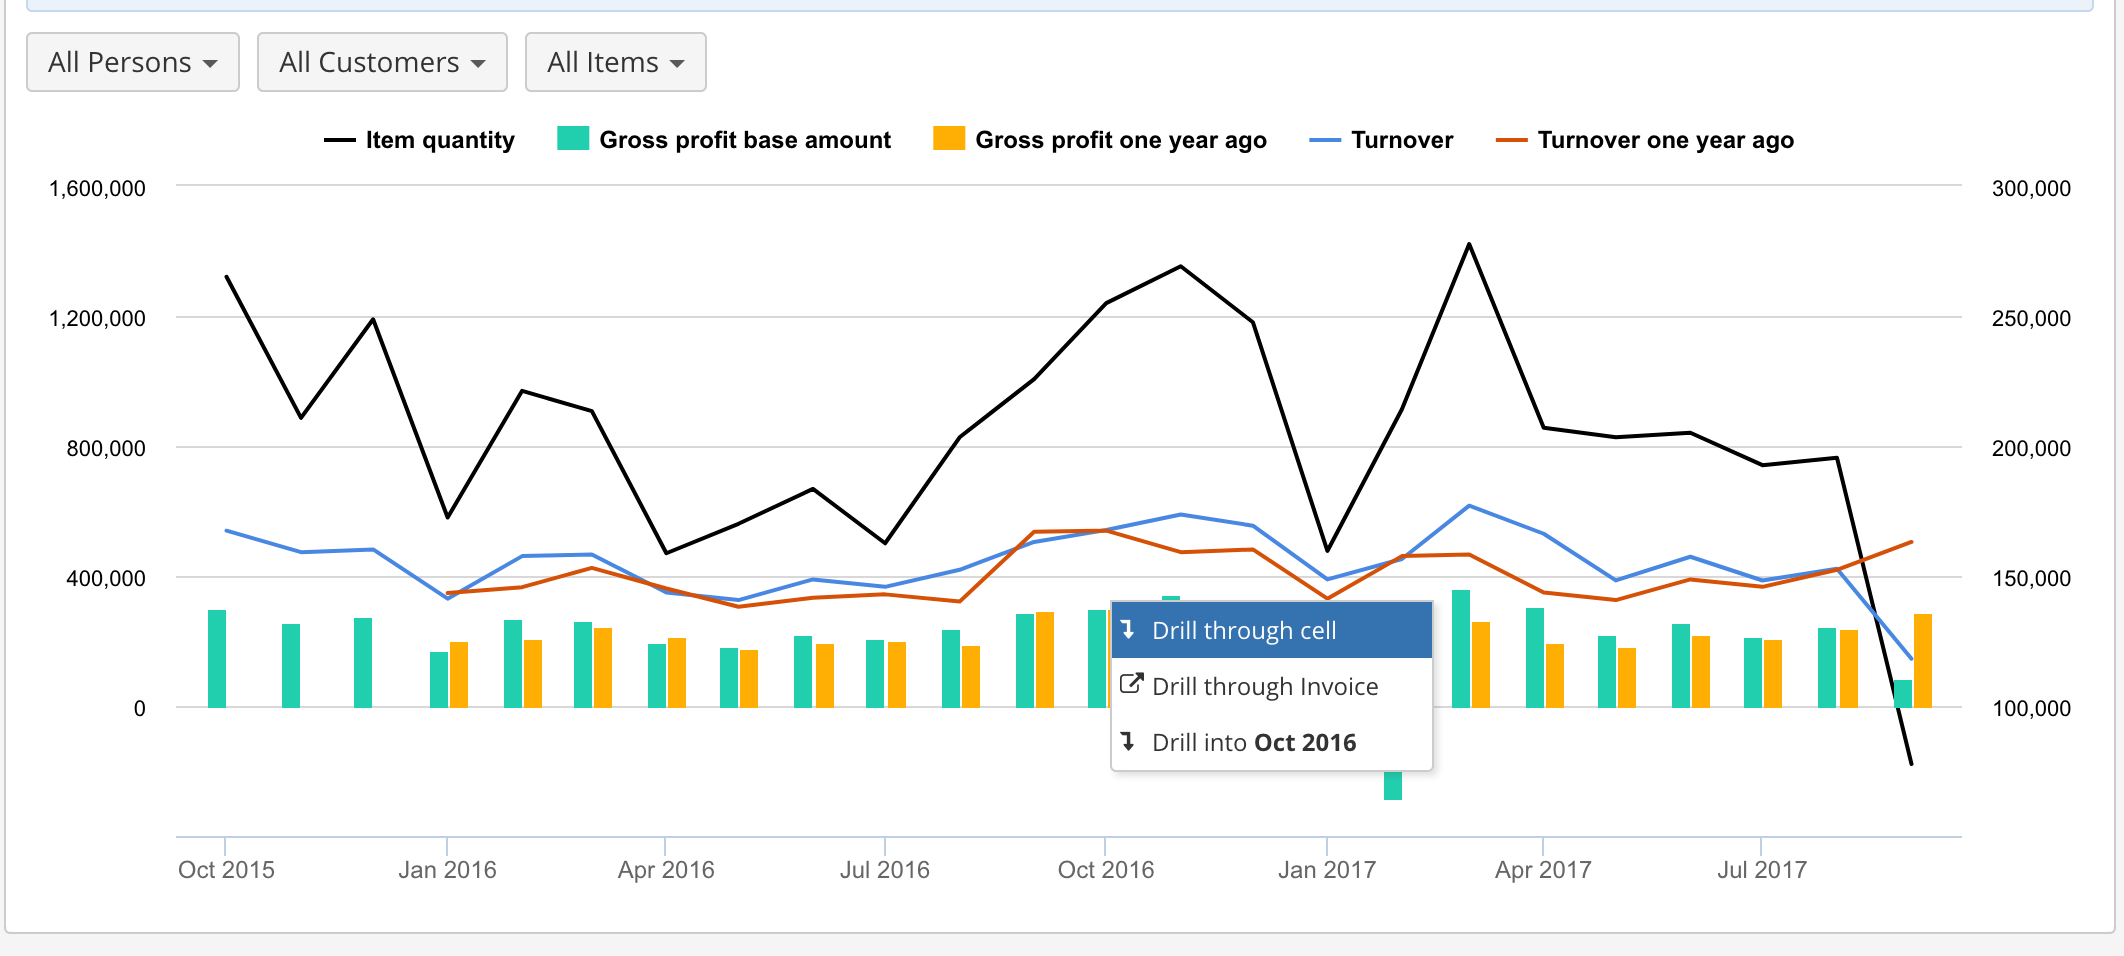 All Persons
All Customers
All Items
Item quantity
Gross profit base amount
Gross profit one year ago
Turnover
Turnover one year ago
1,600,000
300,000
1,200,000
250,000
800,000
200,000
400,000
150,000
0
100,000
Drill through cell
Drill through Invoice
Drill into Oct 2016
Oct 2015
Jan 2016
Apr 2016
Jul 2016
Oct 2016
Jan 2017
Apr 2017
Jul 2017